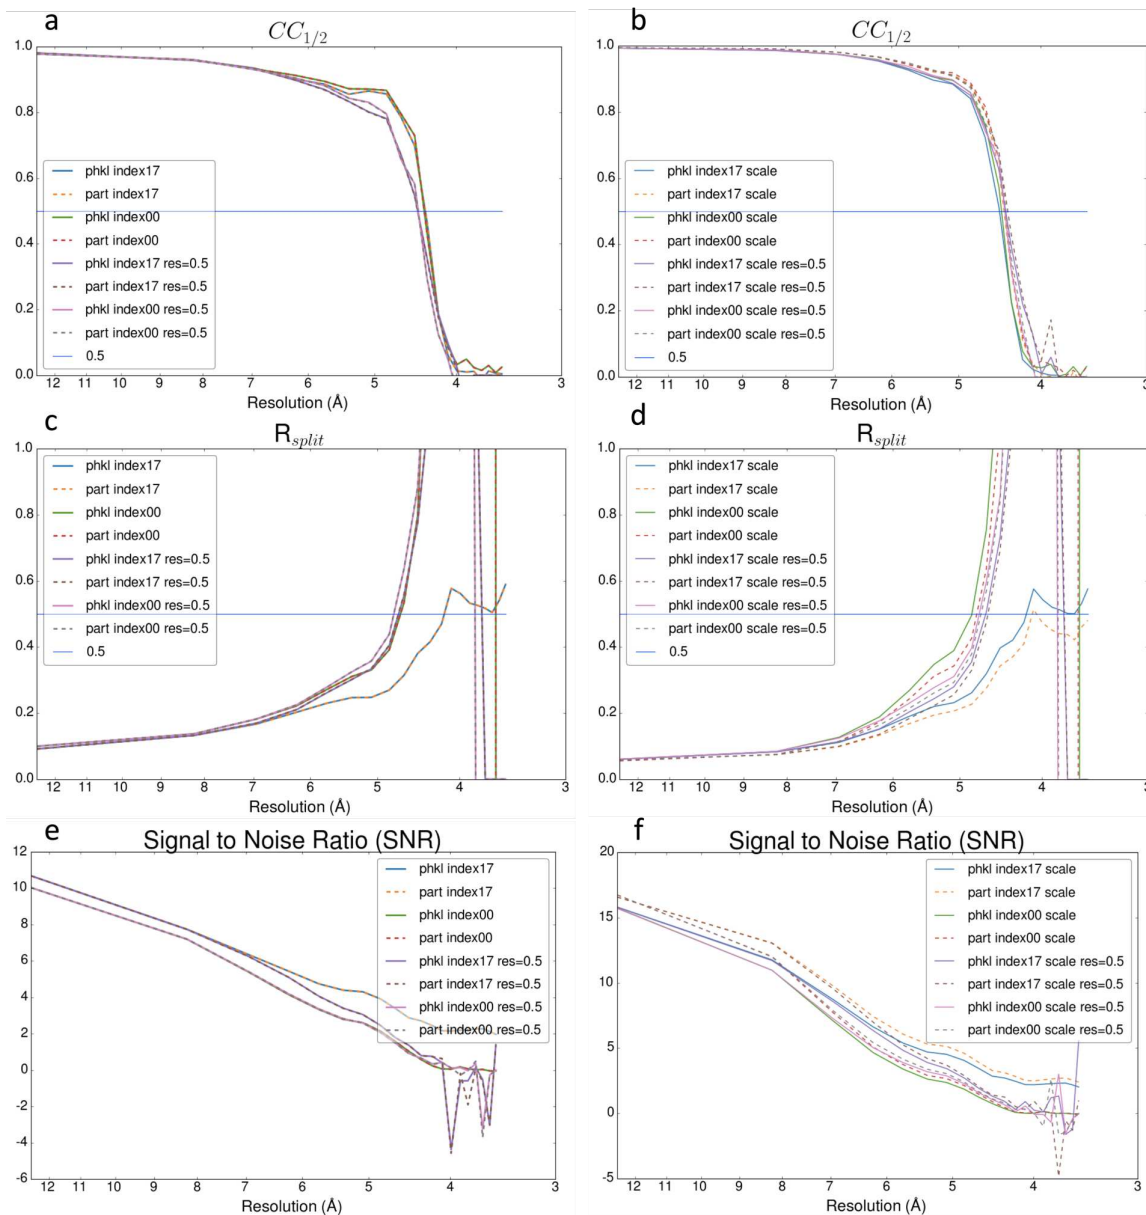 a
CC1/2
1.0
0.8
0.6
0.4
0.2
0.0
phkl index17
part index17
phkl index00
part index00
phkl index17 res=0.5
part index17 res=0.5
phkl index00 res=0.5
part index00 res=0.5
0.5
12 11 10 9 8 7 6 5 4 3
Resolution (Å)
b
CC1/2
1.0
0.8
0.6
0.4
0.2
0.0
phkl index17 scale
part index17 scale
phkl index00 scale
part index00 scale
phkl index17 scale res=0.5
part index17 scale res=0.5
phkl index00 scale res=0.5
part index00 scale res=0.5
0.5
12 11 10 9 8 7 6 5 4 3
Resolution (Å)
c
Rsplit
1.0
0.8
0.6
0.4
0.2
0.0
phkl index17
part index17
phkl index00
part index00
phkl index17 res=0.5
part index17 res=0.5
phkl index00 res=0.5
part index00 res=0.5
0.5
12 11 10 9 8 7 6 5 4 3
Resolution (Å)
d
Rsplit
1.0
0.8
0.6
0.4
0.2
0.0
phkl index17 scale
part index17 scale
phkl index00 scale
part index00 scale
phkl index17 scale res=0.5
part index17 scale res=0.5
phkl index00 scale res=0.5
part index00 scale res=0.5
0.5
12 11 10 9 8 7 6 5 4 3
Resolution (Å)
e
Signal to Noise Ratio (SNR)
12
10
8
6
4
2
0
-2
-4
-6
phkl index17
part index17
phkl index00
part index00
phkl index17 res=0.5
part index17 res=0.5
phkl index00 res=0.5
part index00 res=0.5
12 11 10 9 8 7 6 5 4 3
Resolution (Å)
f
Signal to Noise Ratio (SNR)
20
15
10
5
0
-5
phkl index17 scale
part index17 scale
phkl index00 scale
part index00 scale
phkl index17 scale res=0.5
part index17 scale res=0.5
phkl index00 scale res=0.5
part index00 scale res=0.5
12 11 10 9 8 7 6 5 4 3
Resolution (Å)